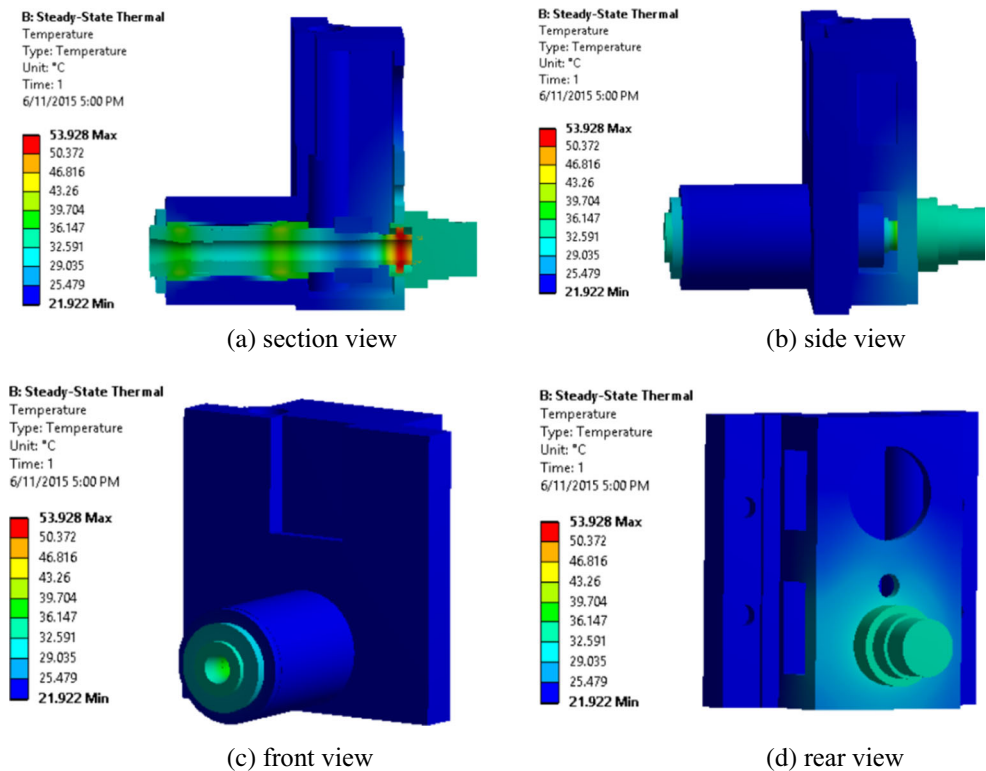 B: Steady-State Thermal
Temperature
Type: Temperature
Unit: °C
Time: 1
6/11/2015 5:00 PM
53.928 Max
50.372
46.816
43.26
39.704
36.147
32.591
29.035
25.479
21.922 Min
(a) section view
B: Steady-State Thermal
Temperature
Type: Temperature
Unit: °C
Time: 1
6/11/2015 5:00 PM
53.928 Max
50.372
46.816
43.26
39.704
36.147
32.591
29.035
25.479
21.922 Min
(b) side view
B: Steady-State Thermal
Temperature
Type: Temperature
Unit: °C
Time: 1
6/11/2015 5:00 PM
53.928 Max
50.372
46.816
43.26
39.704
36.147
32.591
29.035
25.479
21.922 Min
(c) front view
B: Steady-State Thermal
Temperature
Type: Temperature
Unit: °C
Time: 1
6/11/2015 5:00 PM
53.928 Max
50.372
46.816
43.26
39.704
36.147
32.591
29.035
25.479
21.922 Min
(d) rear view